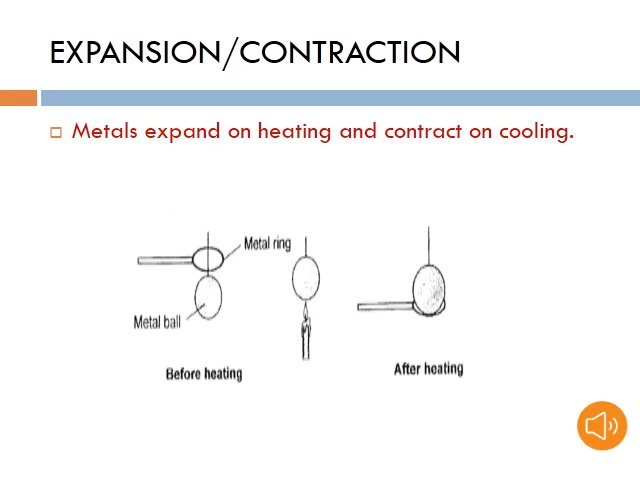 EXPANSION/CONTRACTION
Metals expand on heating and contract on cooling.
Metal ring
Metal ball
Before heating
After heating